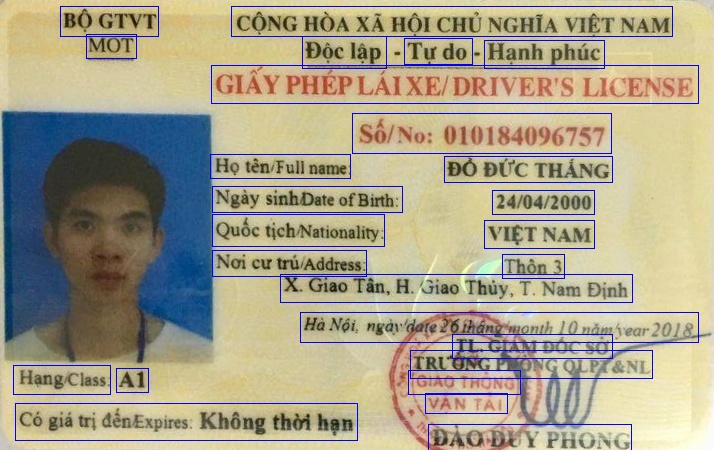 BỘ GTVT CỘNG HÒA XÃ HỘI CHỦ NGHĨA VIỆT NAM
MOT Độc lập - Tự do - Hạnh phúc
GIẤY PHÉP LÁI XE/ DRIVER'S LICENSE
Số/No: 010184096757
Họ tên/Full name: ĐỖ ĐỨC THẮNG
Ngày sinh/Date of Birth: 24/04/2000
Quốc tịch/Nationality: VIỆT NAM
Nơi cư trú/Address: Thôn 3
X. Giao Tân, H. Giao Thủy, T. Nam Định
Hà Nội, ngày/date 26 tháng/month 10 năm/year 2018
TL. GIÁM ĐỐC SỞ
TRƯỞNG PHÒNG QLPT&NL
GIAO THÔNG
VẬN TẢI
Hạng/Class: A1
Có giá trị đến/Expires: Không thời hạn
ĐÀO DUY PHONG